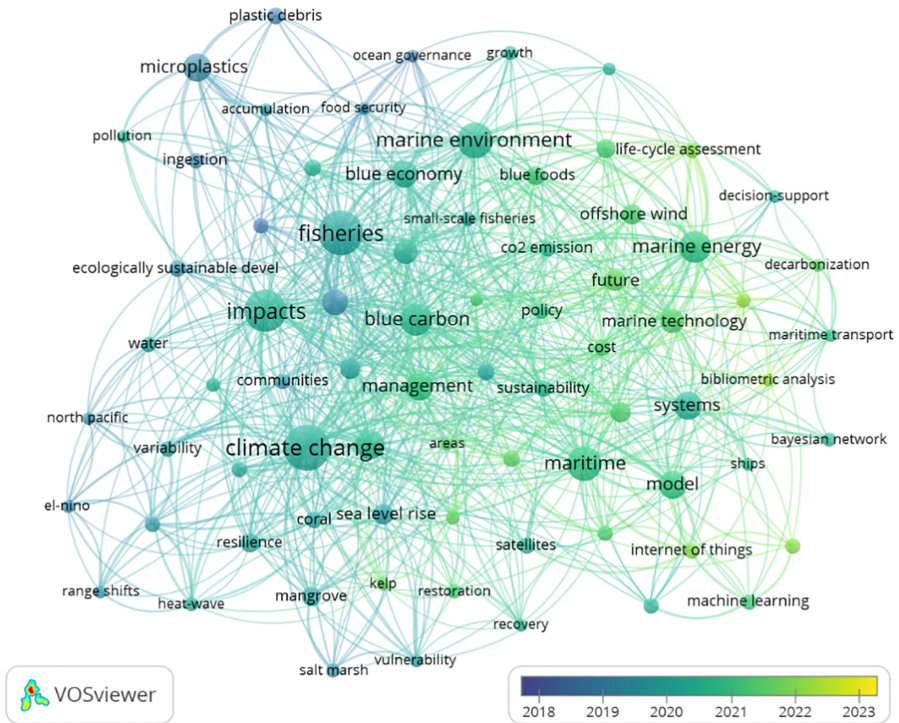 plastic debris
ocean governance
growth
microplastics
accumulation
food security
pollution
marine environment
life-cycle assessment
ingestion
blue economy
blue foods
decision-support
small-scale fisheries
offshore wind
fisheries
co2 emission
marine energy
ecologically sustainable devel
decarbonization
future
impacts
blue carbon
policy
marine technology
maritime transport
water
cost
communities
management
sustainability
bibliometric analysis
north pacific
systems
variability
climate change
areas
bayesian network
maritime
ships
model
el-nino
coral
sea level rise
resilience
satellites
internet of things
range shifts
heat-wave
mangrove
kelp
restoration
machine learning
recovery
salt marsh
vulnerability
VOSviewer
2018 2019 2020 2021 2022 2023